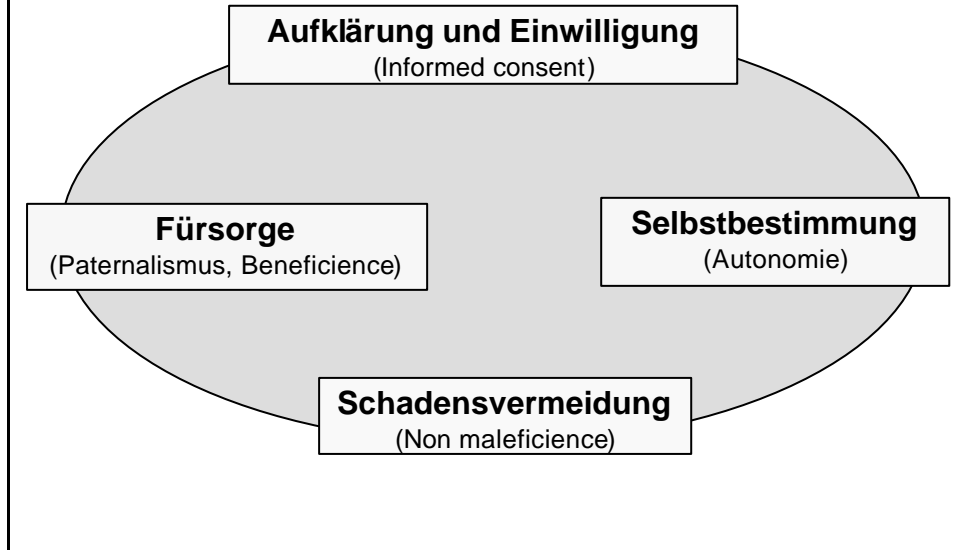 Aufklärung und Einwilligung
(Informed consent)
Fürsorge
(Paternalismus, Beneficience)
Selbstbestimmung
(Autonomie)
Schadensvermeidung
(Non maleficience)